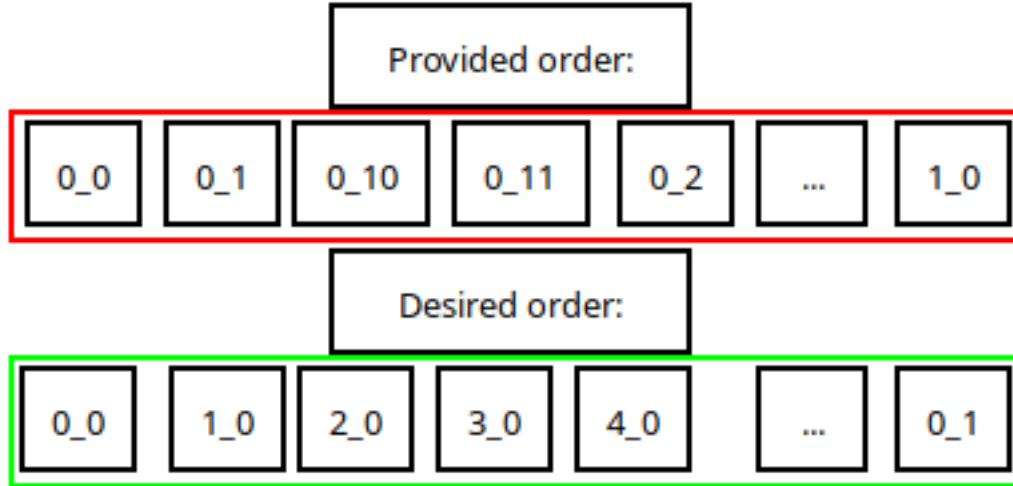 Provided order:
0_0 0_1 0_10 0_11 0_2 ... 1_0
Desired order:
0_0 1_0 2_0 3_0 4_0 ... 0_1